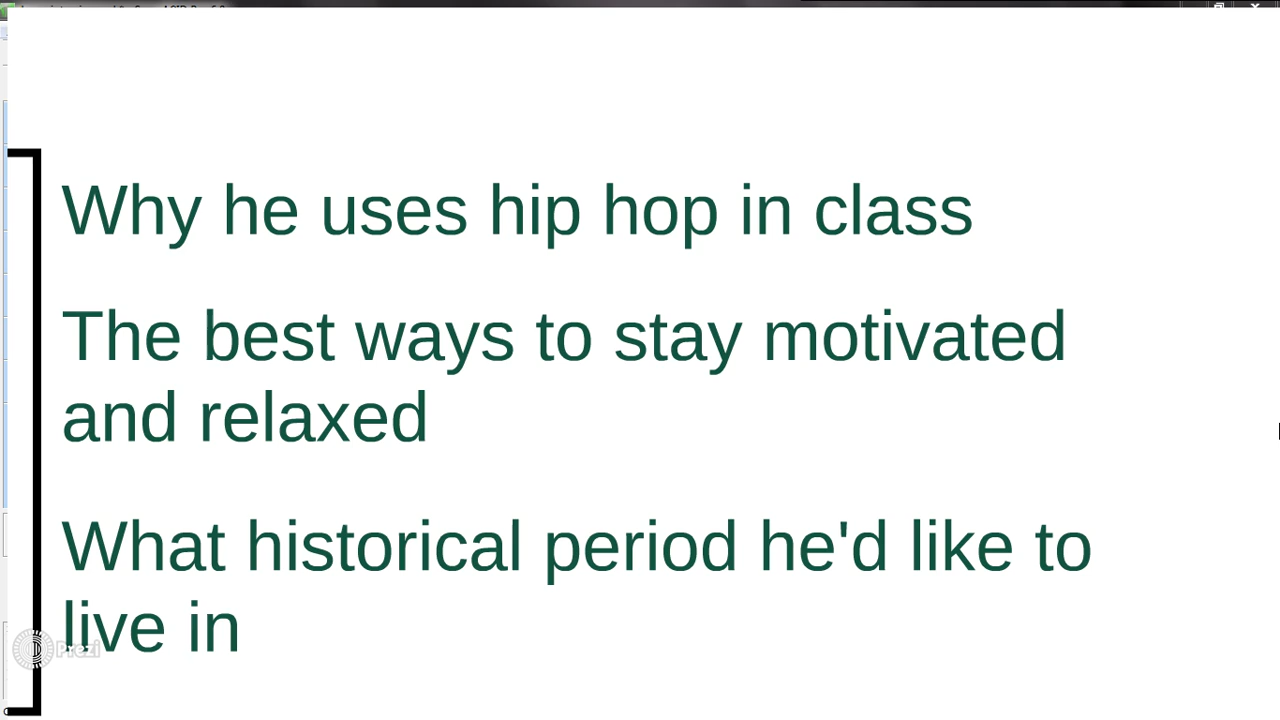 Why he uses hip hop in class
The best ways to stay motivated
and relaxed
What historical period he'd like to
live in
Prezi